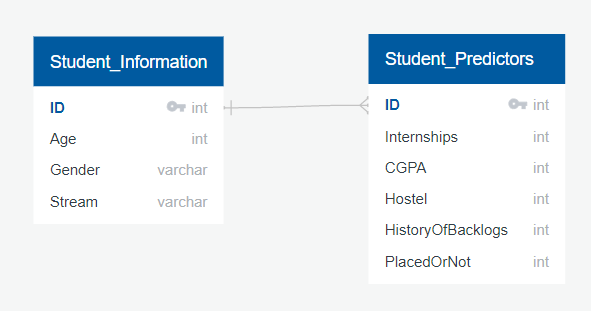 Student_Information
ID int
Age int
Gender varchar
Stream varchar
Student_Predictors
ID int
Internships int
CGPA int
Hostel int
HistoryOfBacklogs int
PlacedOrNot int